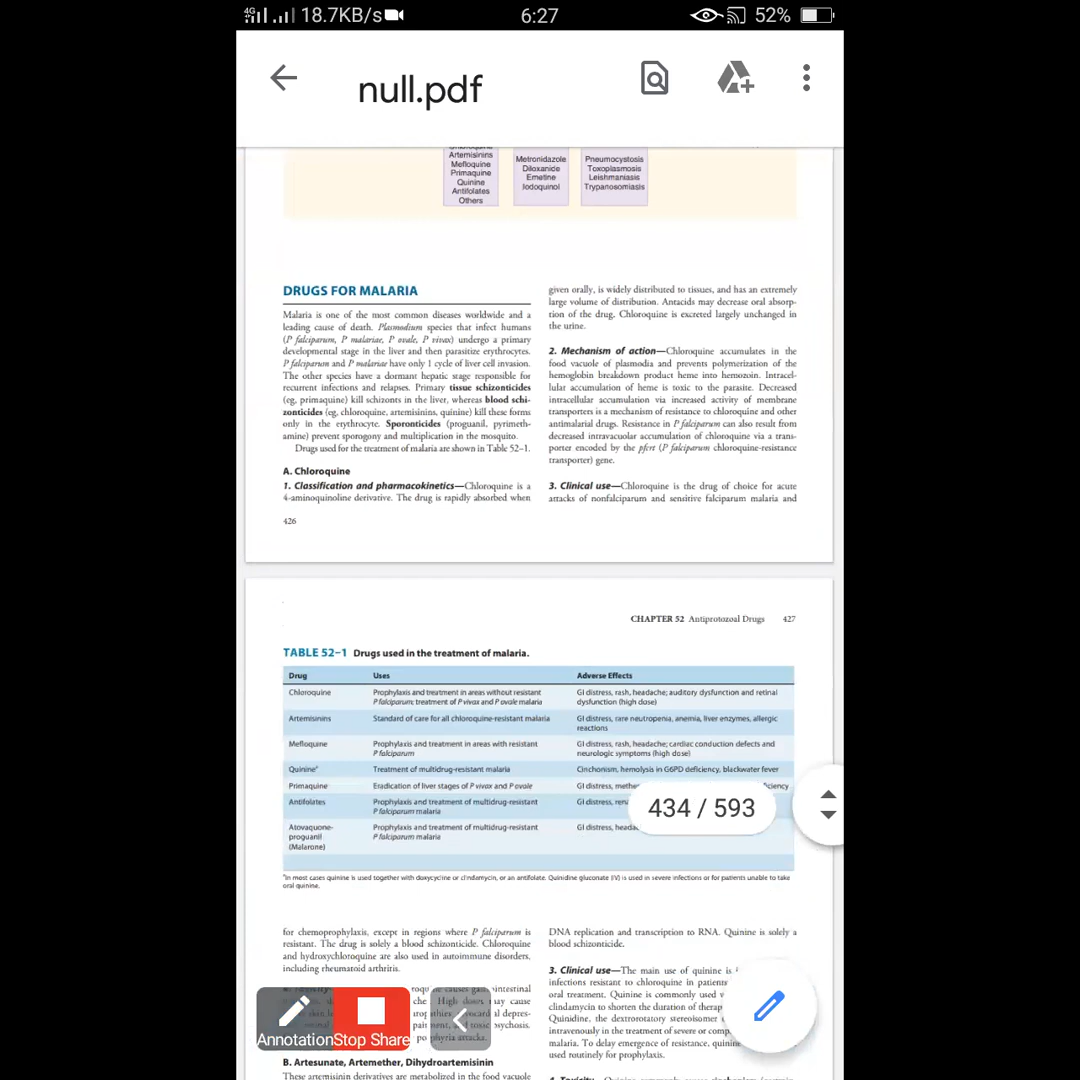 4G 18.7KB/s 6:27 52%
null.pdf
Artemisinins
Mefloquine
Primaquine
Quinine
Antifolates
Others
Metronidazole
Diloxanide
Emetine
Iodoquinol
Pneumocystosis
Toxoplasmosis
Leishmaniasis
Trypanosomiasis
DRUGS FOR MALARIA
Malaria is one of the most common diseases worldwide and a
leading cause of death. Plasmodium species that infect humans
(P falciparum, P malariae, P ovale, P vivax) undergo a primary
developmental stage in the liver and then parasitize erythrocytes.
P falciparum and P malariae have only 1 cycle of liver cell invasion.
The other species have a dormant hepatic stage responsible for
recurrent infections and relapses. Primary tissue schizonticides
(eg, primaquine) kill schizonts in the liver, whereas blood schi-
zonticides (eg, chloroquine, artemisinins, quinine) kill these forms
only in the erythrocyte. Sporonticides (proguanil, pyrimeth-
amine) prevent sporogony and multiplication in the mosquito.
Drugs used for the treatment of malaria are shown in Table 52–1.
A. Chloroquine
1. Classification and pharmacokinetics—Chloroquine is a
4-aminoquinoline derivative. The drug is rapidly absorbed when
426
given orally, is widely distributed to tissues, and has an extremely
large volume of distribution. Antacids may decrease oral absorp-
tion of the drug. Chloroquine is excreted largely unchanged in
the urine.
2. Mechanism of action—Chloroquine accumulates in the
food vacuole of plasmodia and prevents polymerization of the
hemoglobin breakdown product heme into hemozoin. Intracel-
lular accumulation of heme is toxic to the parasite. Decreased
intracellular accumulation via increased activity of membrane
transporters is a mechanism of resistance to chloroquine and other
antimalarial drugs. Resistance in P falciparum can also result from
decreased intravacuolar accumulation of chloroquine via a trans-
porter encoded by the pfcrt (P falciparum chloroquine-resistance
transporter) gene.
3. Clinical use—Chloroquine is the drug of choice for acute
attacks of nonfalciparum and sensitive falciparum malaria and
CHAPTER 52 Antiprotozoal Drugs 427
TABLE 52–1 Drugs used in the treatment of malaria.
Drug Uses Adverse Effects
Chloroquine Prophylaxis and treatment in areas without resistant GI distress, rash, headache; auditory dysfunction and retinal
P falciparum; treatment of P vivax and P ovale malaria dysfunction (high dose)
Artemisinins Standard of care for all chloroquine-resistant malaria GI distress, rare neutropenia, anemia, liver enzymes, allergic
reactions
Mefloquine Prophylaxis and treatment in areas with resistant GI distress, rash, headache; cardiac conduction defects and
P falciparum neurologic symptoms (high dose)
Quinineª Treatment of multidrug-resistant malaria Cinchonism, hemolysis in G6PD deficiency, blackwater fever
Primaquine Eradication of liver stages of P vivax and P ovale GI distress,
Antifolates Prophylaxis and treatment of multidrug-resistant GI distress,
P falciparum malaria
434 / 593
Atovaquone- Prophylaxis and treatment of multidrug-resistant GI distress,
proguanil P falciparum malaria
(Malarone)
ªIn most cases quinine is used together with doxycycline or clindamycin, or an antifolate. Quinidine gluconate (IV) is used in severe infections or for patients unable to take
oral quinine.
for chemoprophylaxis, except in regions where P falciparum is
resistant. The drug is solely a blood schizonticide. Chloroquine
and hydroxychloroquine are also used in autoimmune disorders,
including rheumatoid arthritis.
causes gastrointestinal
High doses may cause
toxic psychosis,
porphyria attacks.
Annotation Stop Share
B. Artesunate, Artemether, Dihydroartemisinin
These artemisinin derivatives are metabolized in the food vacuole
DNA replication and transcription to RNA. Quinine is solely a
blood schizonticide.
3. Clinical use—The main use of quinine is
infections resistant to chloroquine in patients
oral treatment. Quinine is commonly used
clindamycin to shorten the duration of
Quinidine, the dextrorotatory stereoisomer
intravenously in the treatment of severe or
malaria. To delay emergence of resistance,
used routinely for prophylaxis.